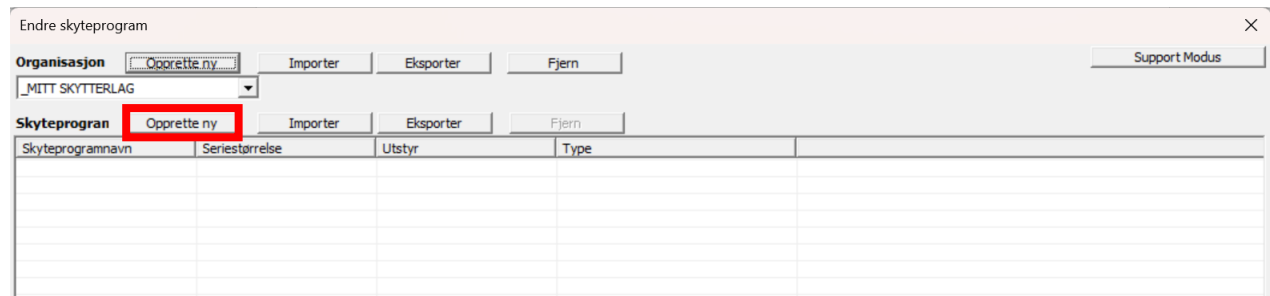 Endre skyteprogram
Organisasjon Opprette ny Importer Eksporter Fjern Support Modus
_MITT SKYTTERLAG
Skyteprogran Opprette ny Importer Eksporter Fjern
Skyteprogramnavn Seriestørrelse Utstyr Type